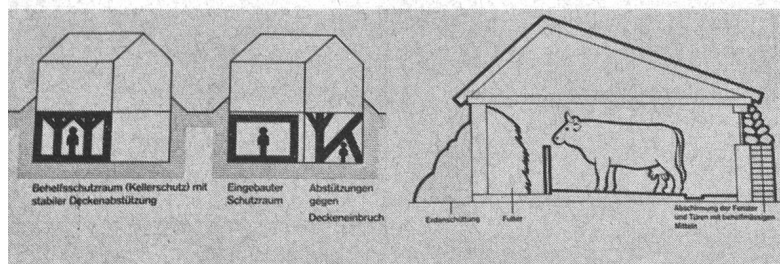 Behelfsschutzraum (Kellerschutz) mit
stabiler Deckenabstützung
Eingebauter
Schutzraum
Abstützungen
gegen
Deckeneinbruch
Erdanschüttung
Futter
Abschirmung der Fenster
und Türen mit behelfsmässigen
Mitteln